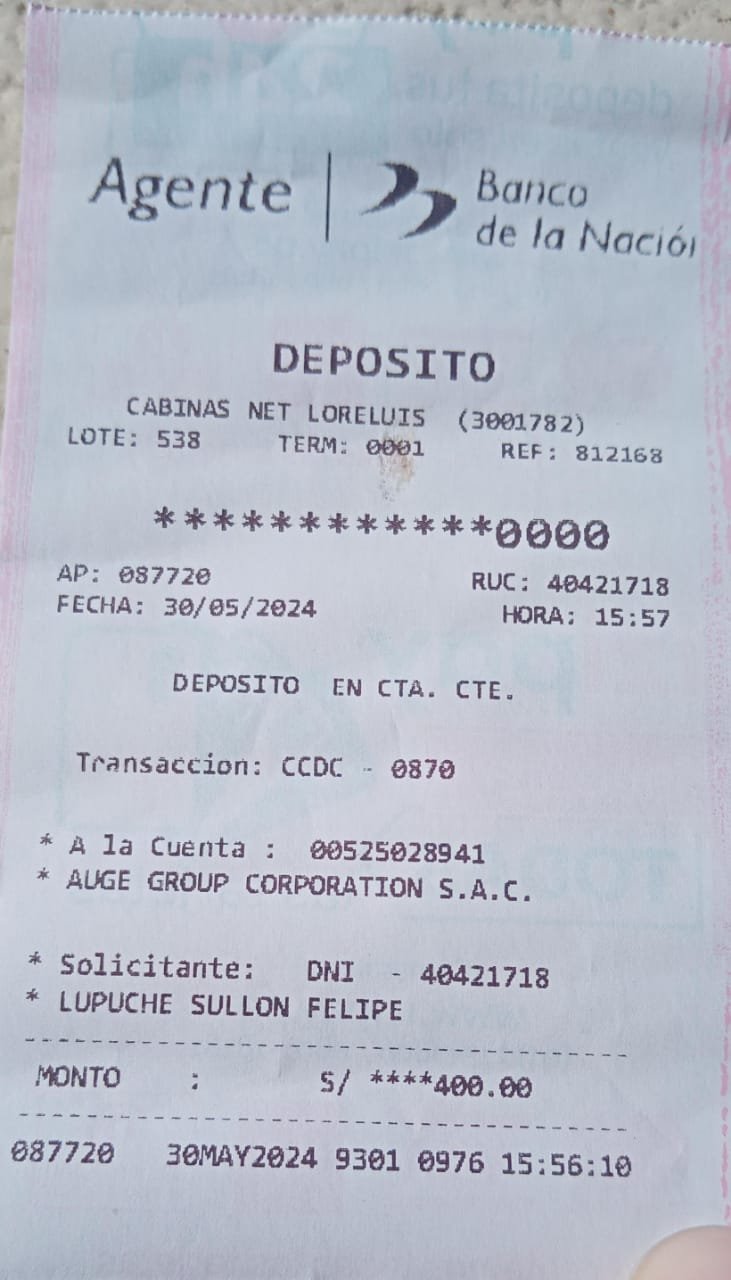 Agente | Banco
de la Nación
DEPOSITO
CABINAS NET LORELUIS (3001782)
LOTE: 538 TERM: 0001 REF: 812168
************0000
AP: 087720 RUC: 40421718
FECHA: 30/05/2024 HORA: 15:57
DEPOSITO EN CTA. CTE.
Transaccion: CCDC - 0870
* A la Cuenta : 00525028941
* AUGE GROUP CORPORATION S.A.C.
* Solicitante: DNI - 40421718
* LUPUCHE SULLON FELIPE
MONTO : S/ ****400.00
087720 30MAY2024 9301 0976 15:56:10